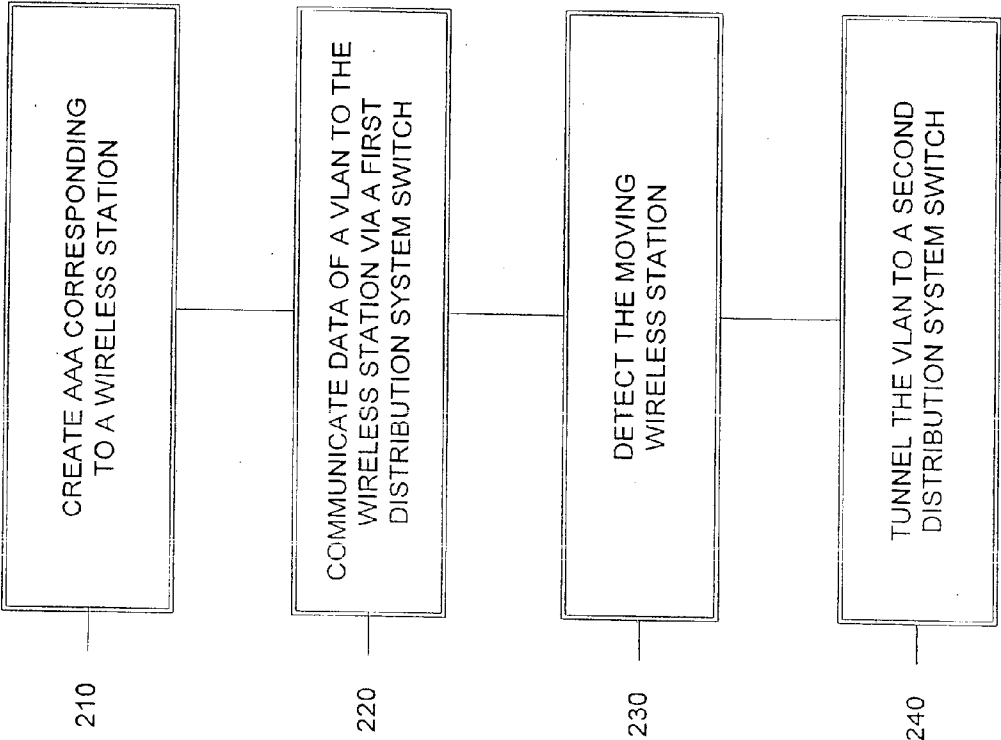 210
CREATE AAA CORRESPONDING
TO A WIRELESS STATION
220
COMMUNICATE DATA OF A VLAN TO THE
WIRELESS STATION VIA A FIRST
DISTRIBUTION SYSTEM SWITCH
230
DETECT THE MOVING
WIRELESS STATION
240
TUNNEL THE VLAN TO A SECOND
DISTRIBUTION SYSTEM SWITCH